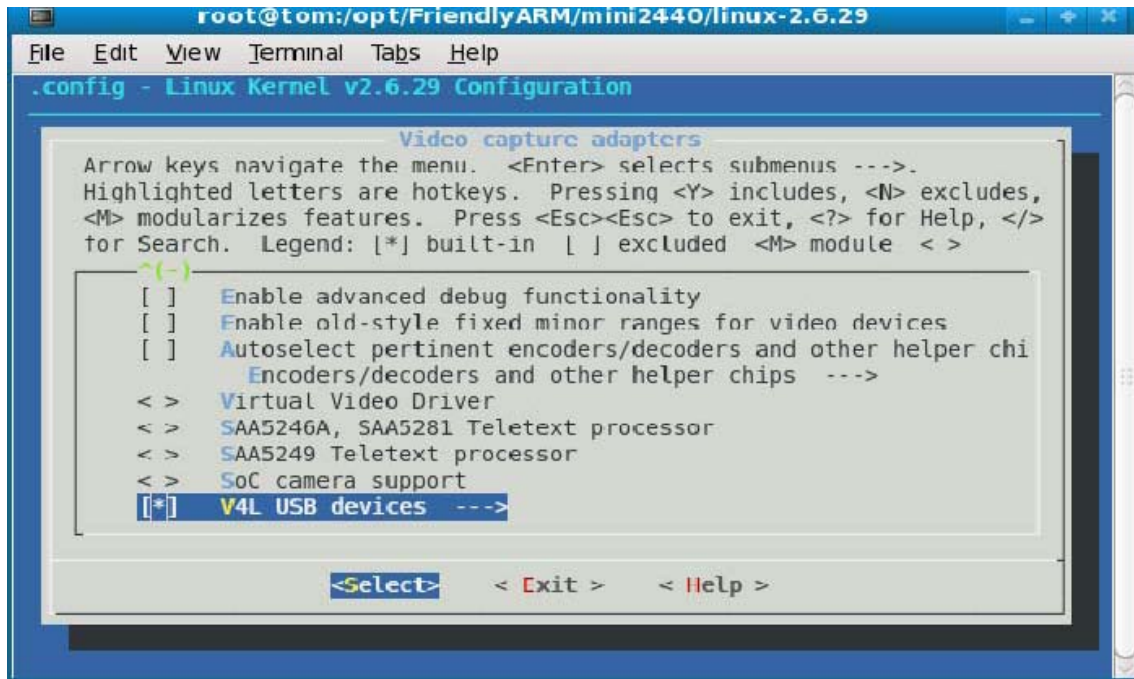 root@tom:/opt/FriendlyARM/mini2440/linux-2.6.29
File Edit View Terminal Tabs Help
.config - Linux Kernel v2.6.29 Configuration
Video capture adapters
Arrow keys navigate the menu. <Enter> selects submenus --->.
Highlighted letters are hotkeys. Pressing <Y> includes, <N> excludes,
<M> modularizes features. Press <Esc><Esc> to exit, <?> for Help, </>
for Search. Legend: [*] built-in [ ] excluded <M> module < >
^(-)
[ ] Enable advanced debug functionality
[ ] Enable old-style fixed minor ranges for video devices
[ ] Autoselect pertinent encoders/decoders and other helper chi
Encoders/decoders and other helper chips --->
< > Virtual Video Driver
< > SAA5246A, SAA5281 Teletext processor
< > SAA5249 Teletext processor
< > SoC camera support
[*] V4L USB devices --->
<Select> < Exit > < Help >